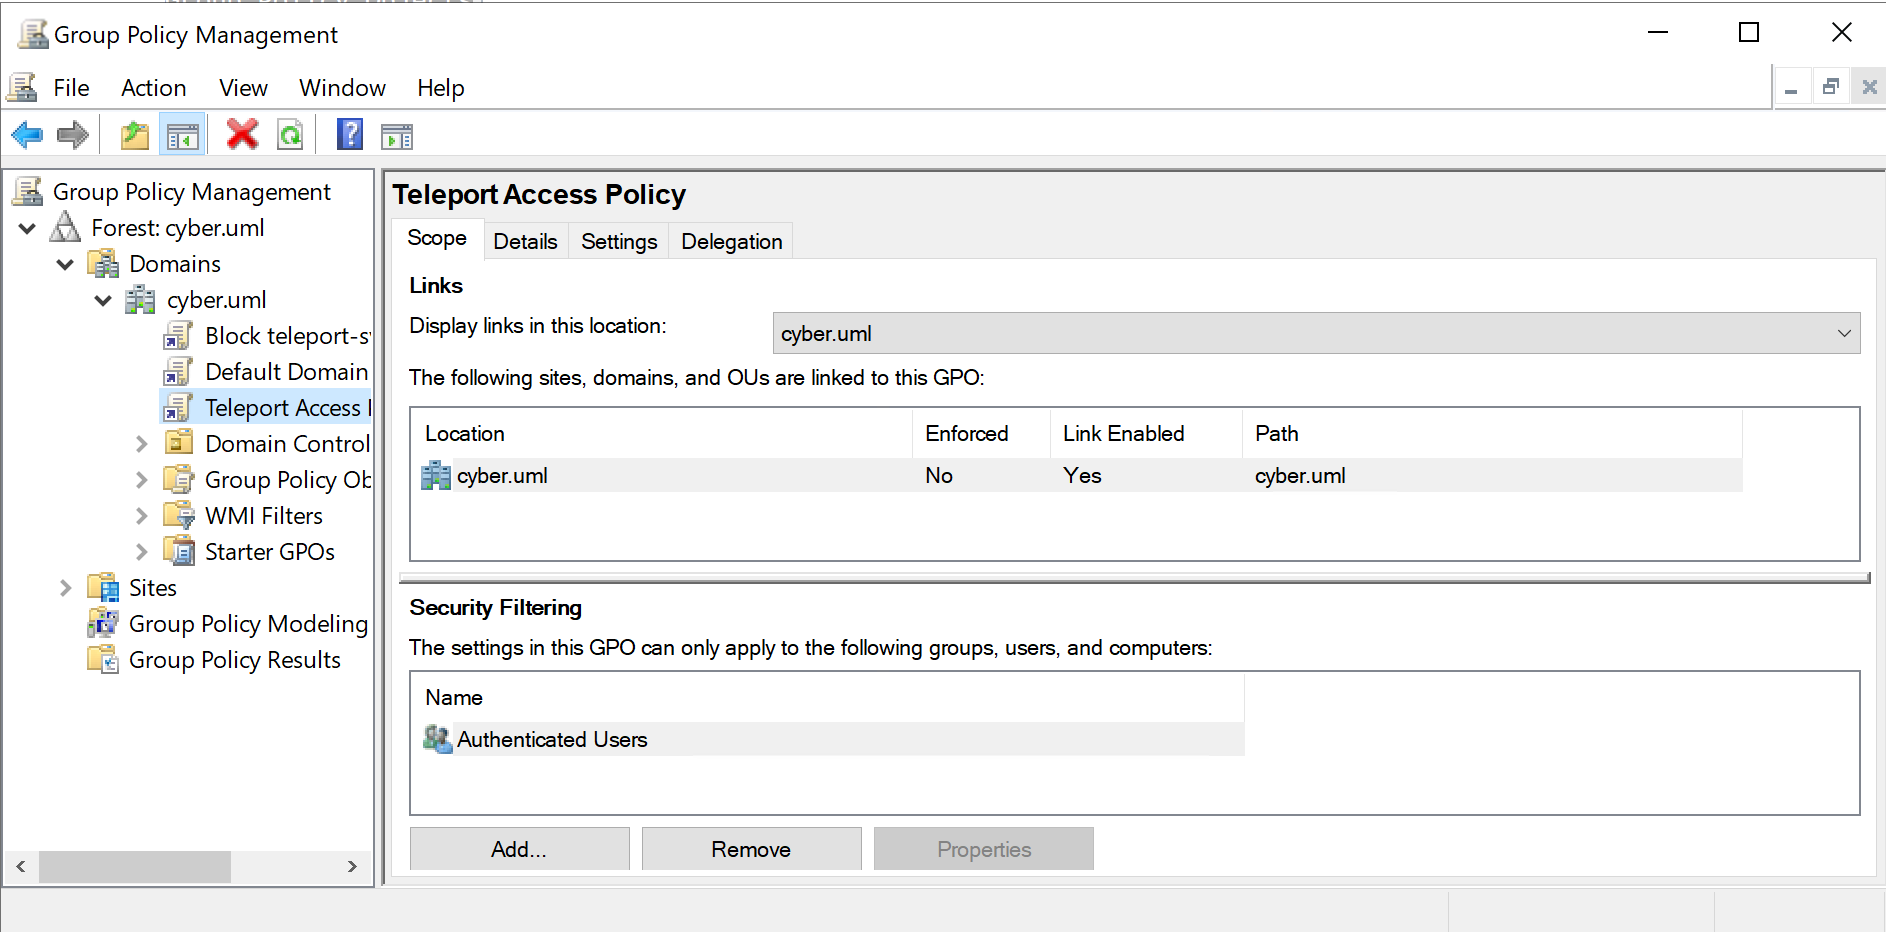 Group Policy Management
File Action View Window Help
Group Policy Management
Forest: cyber.uml
Domains
cyber.uml
Block teleport-sv
Default Domain
Teleport Access
Domain Control
Group Policy Ob
WMI Filters
Starter GPOs
Sites
Group Policy Modeling
Group Policy Results
Teleport Access Policy
Scope Details Settings Delegation
Links
Display links in this location: cyber.uml
The following sites, domains, and OUs are linked to this GPO:
Location Enforced Link Enabled Path
cyber.uml No Yes cyber.uml
Security Filtering
The settings in this GPO can only apply to the following groups, users, and computers:
Name
Authenticated Users
Add... Remove Properties